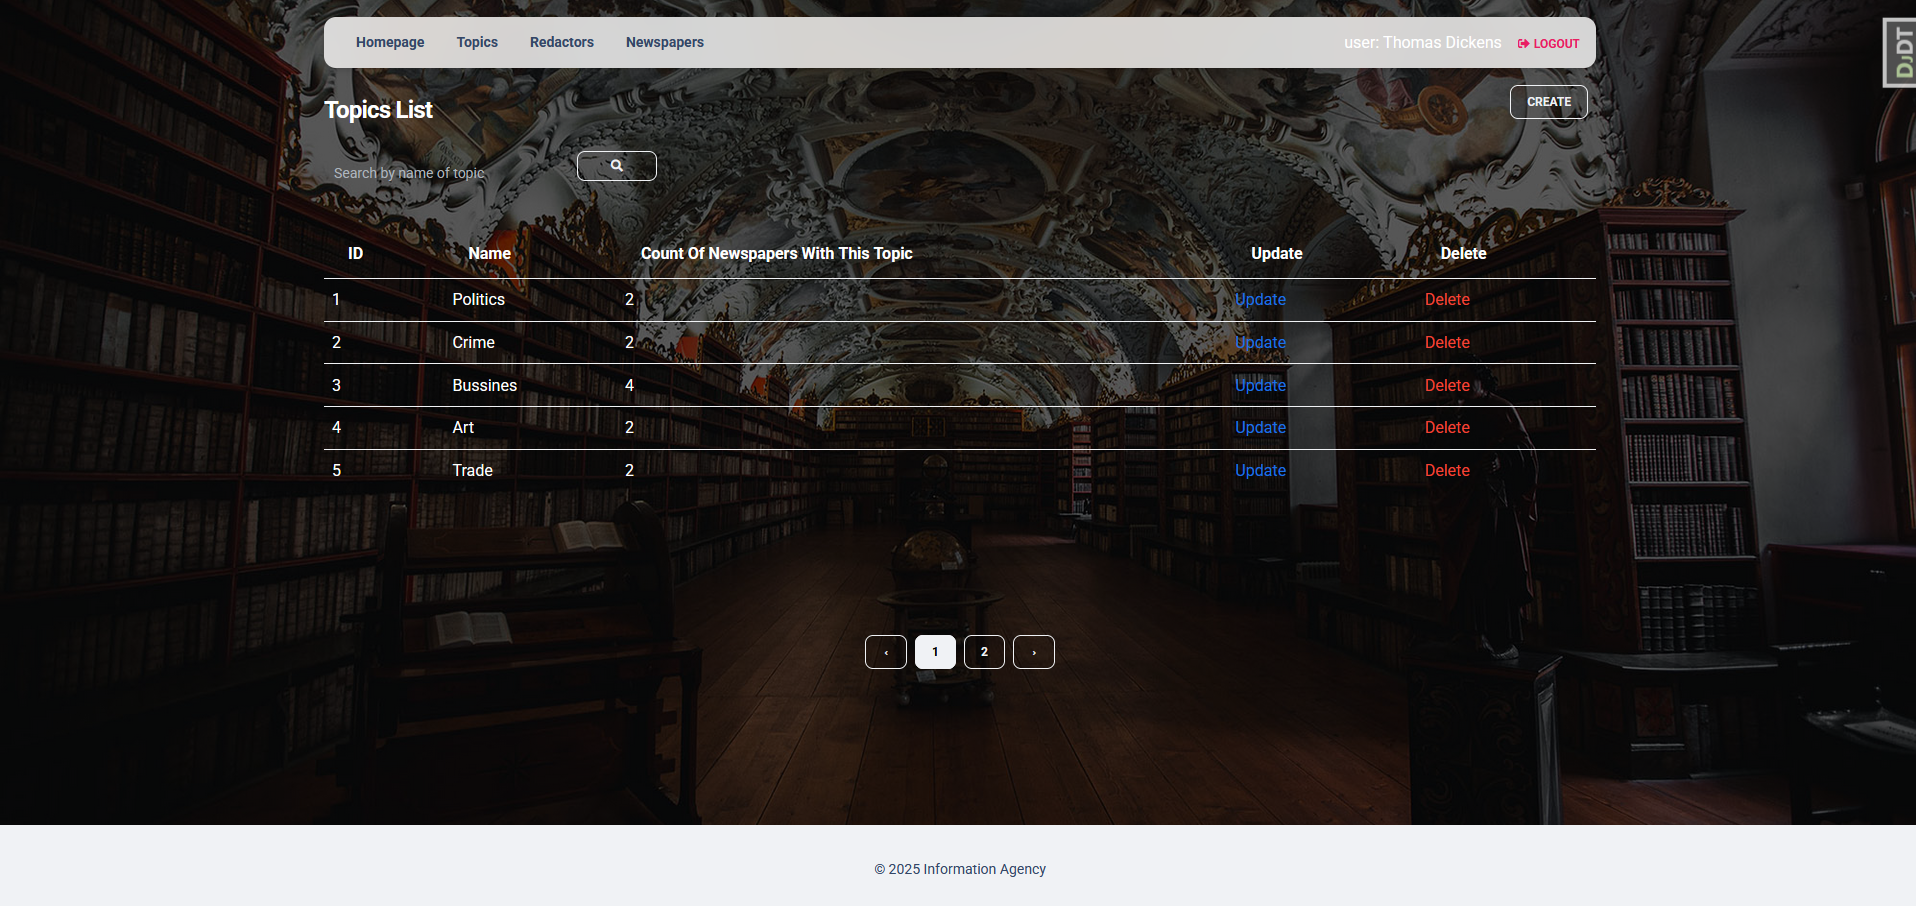 Homepage Topics Redactors Newspapers user: Thomas Dickens LOGOUT
DJDT
Topics List CREATE
Search by name of topic
ID Name Count Of Newspapers With This Topic Update Delete
1 Politics 2 Update Delete
2 Crime 2 Update Delete
3 Bussines 4 Update Delete
4 Art 2 Update Delete
5 Trade 2 Update Delete
‹ 1 2 ›
© 2025 Information Agency